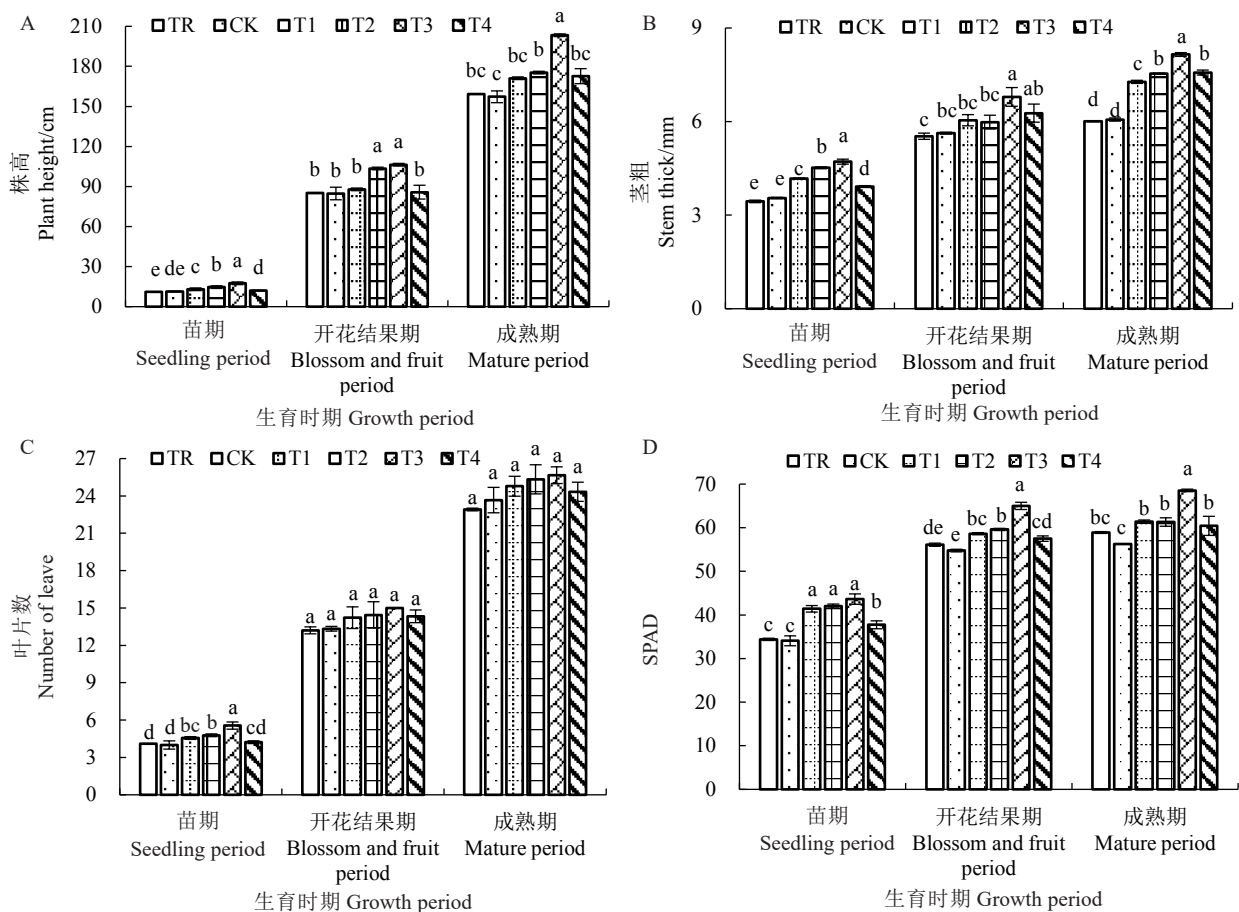 A
TR CK T1 T2 T3 T4
210
180
150
120
90
60
30
0
株高
Plant height/cm
e de c b a d
b b b a a b
bc c bc b a bc
苗期
Seedling period
开花结果期
Blossom and fruit
period
成熟期
Mature period
生育时期 Growth period
B
TR CK T1 T2 T3 T4
9
6
3
0
茎粗
Stem thick/mm
e e c b a d
c bc bc bc a ab
d d c b a b
苗期
Seedling period
开花结果期
Blossom and fruit
period
成熟期
Mature period
生育时期 Growth period
C
TR CK T1 T2 T3 T4
27
24
21
18
15
12
9
6
3
0
叶片数
Number of leave
d d bc b a cd
a a a a a a
a a a a a a
苗期
Seedling period
开花结果期
Blossom and fruit
period
成熟期
Mature period
生育时期 Growth period
D
TR CK T1 T2 T3 T4
70
60
50
40
30
20
10
0
SPAD
c c a a a b
de e bc b a cd
bc c b b a b
苗期
Seedling period
开花结果期
Blossom and fruit
period
成熟期
Mature period
生育时期 Growth period